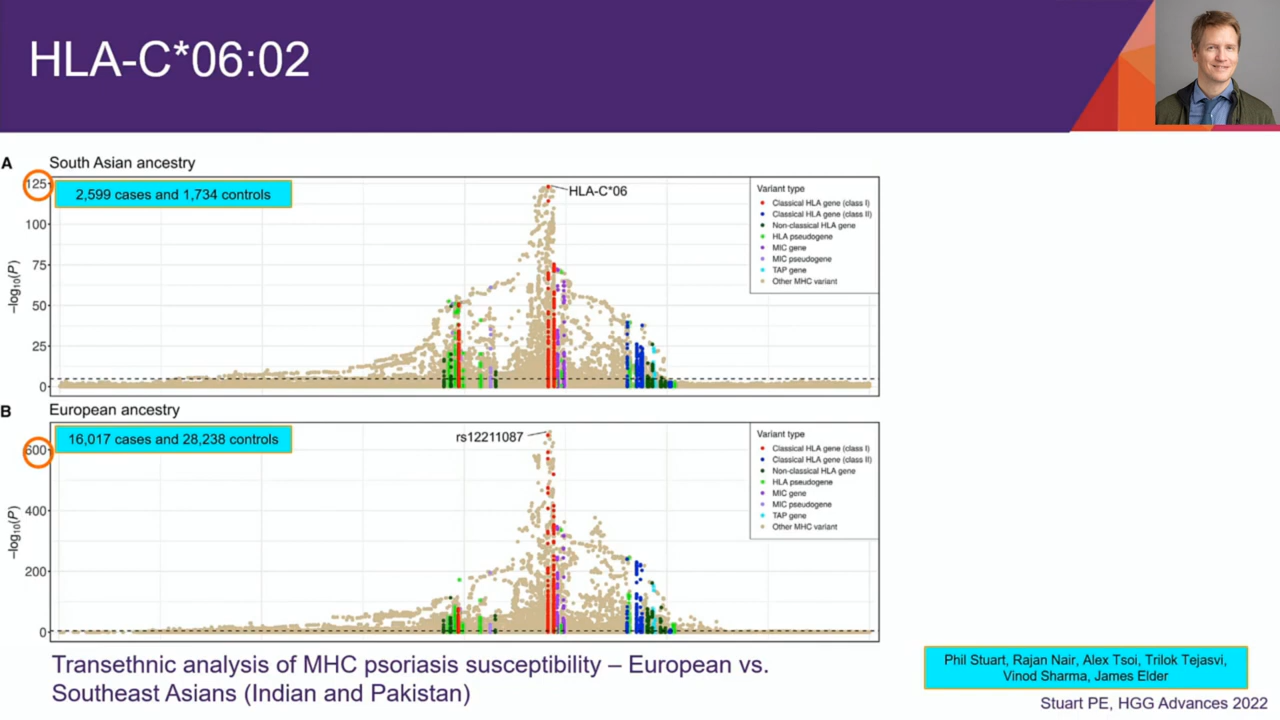 HLA-C*06:02
A
South Asian ancestry
2,599 cases and 1,734 controls
HLA-C*06
125
100
75
50
25
0
–log10(P)
Variant type
Classical HLA gene (class I)
Classical HLA gene (class II)
Non-classical HLA gene
HLA pseudogene
MIC gene
MIC pseudogene
TAP gene
Other MHC variant
B
European ancestry
16,017 cases and 28,238 controls
rs12211087
600
400
200
0
–log10(P)
Variant type
Classical HLA gene (class I)
Classical HLA gene (class II)
Non-classical HLA gene
HLA pseudogene
MIC gene
MIC pseudogene
TAP gene
Other MHC variant
Transethnic analysis of MHC psoriasis susceptibility – European vs.
Southeast Asians (Indian and Pakistan)
Phil Stuart, Rajan Nair, Alex Tsoi, Trilok Tejasvi,
Vinod Sharma, James Elder
Stuart PE, HGG Advances 2022